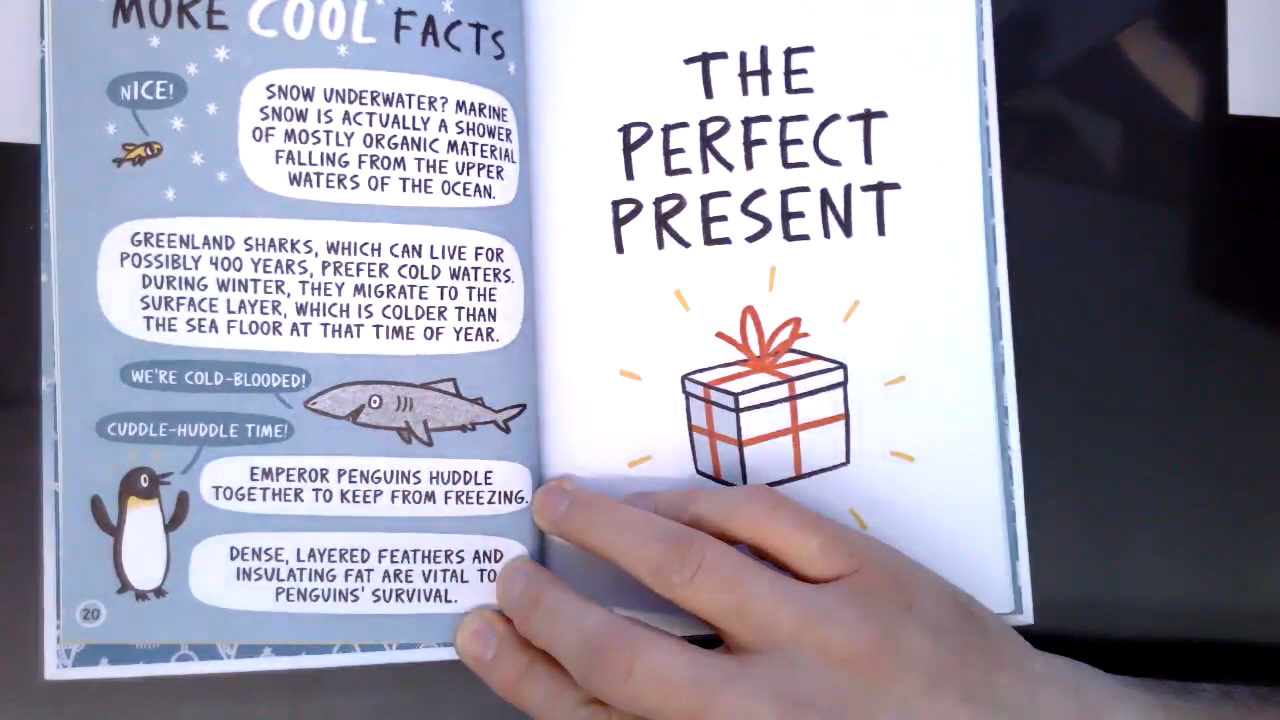 MORE COOL FACTS
NICE!
SNOW UNDERWATER? MARINE
SNOW IS ACTUALLY A SHOWER
OF MOSTLY ORGANIC MATERIAL
FALLING FROM THE UPPER
WATERS OF THE OCEAN.
GREENLAND SHARKS, WHICH CAN LIVE FOR
POSSIBLY 400 YEARS, PREFER COLD WATERS.
DURING WINTER, THEY MIGRATE TO THE
SURFACE LAYER, WHICH IS COLDER THAN
THE SEA FLOOR AT THAT TIME OF YEAR.
WE'RE COLD-BLOODED!
CUDDLE-HUDDLE TIME!
EMPEROR PENGUINS HUDDLE
TOGETHER TO KEEP FROM FREEZING.
DENSE, LAYERED FEATHERS AND
INSULATING FAT ARE VITAL TO
PENGUINS' SURVIVAL.
20
THE
PERFECT
PRESENT